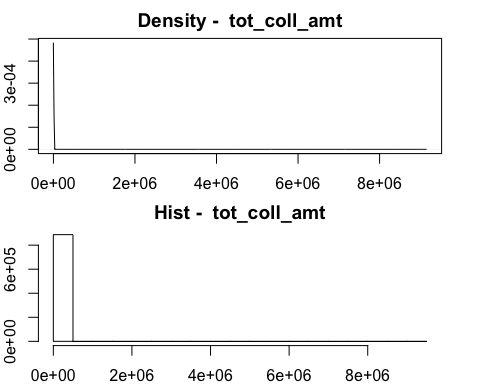 Density -  tot_coll_amt
3e-04
0e+00
0e+00 2e+06 4e+06 6e+06 8e+06
Hist -  tot_coll_amt
6e+05
0e+00
0e+00 2e+06 4e+06 6e+06 8e+06